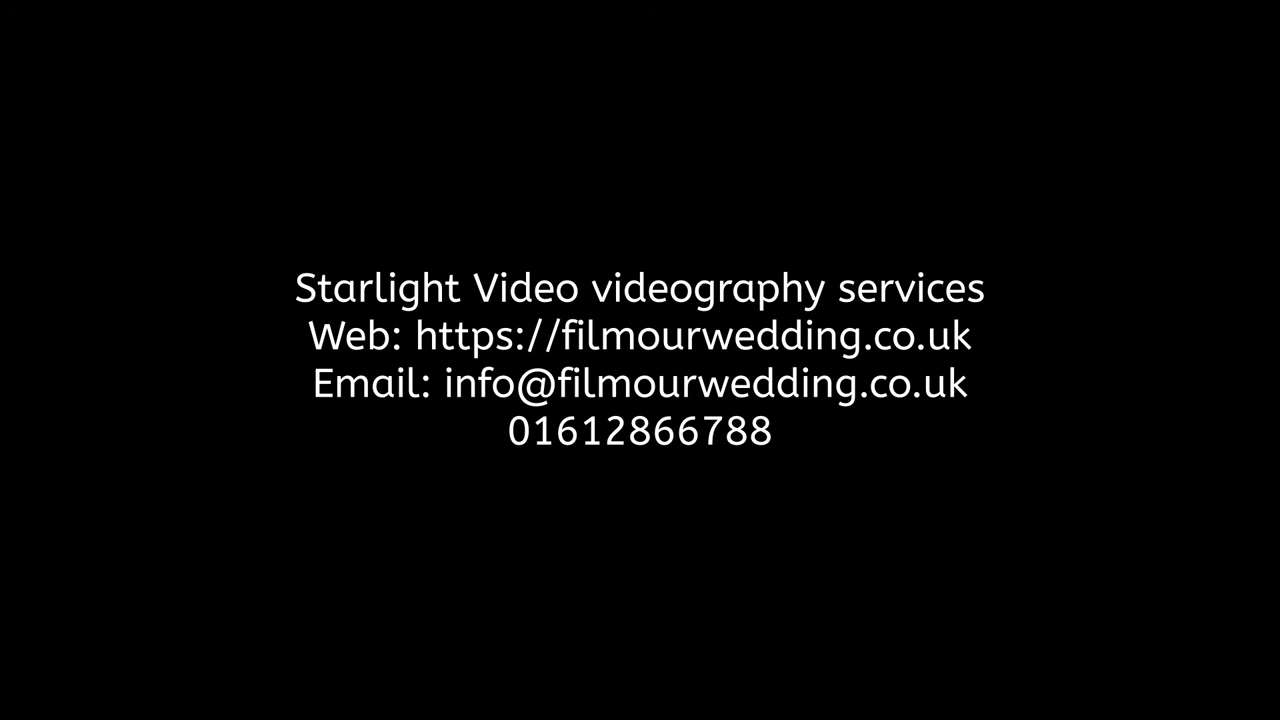 Starlight Video videography services
Web: https://filmourwedding.co.uk
Email: info@filmourwedding.co.uk
01612866788